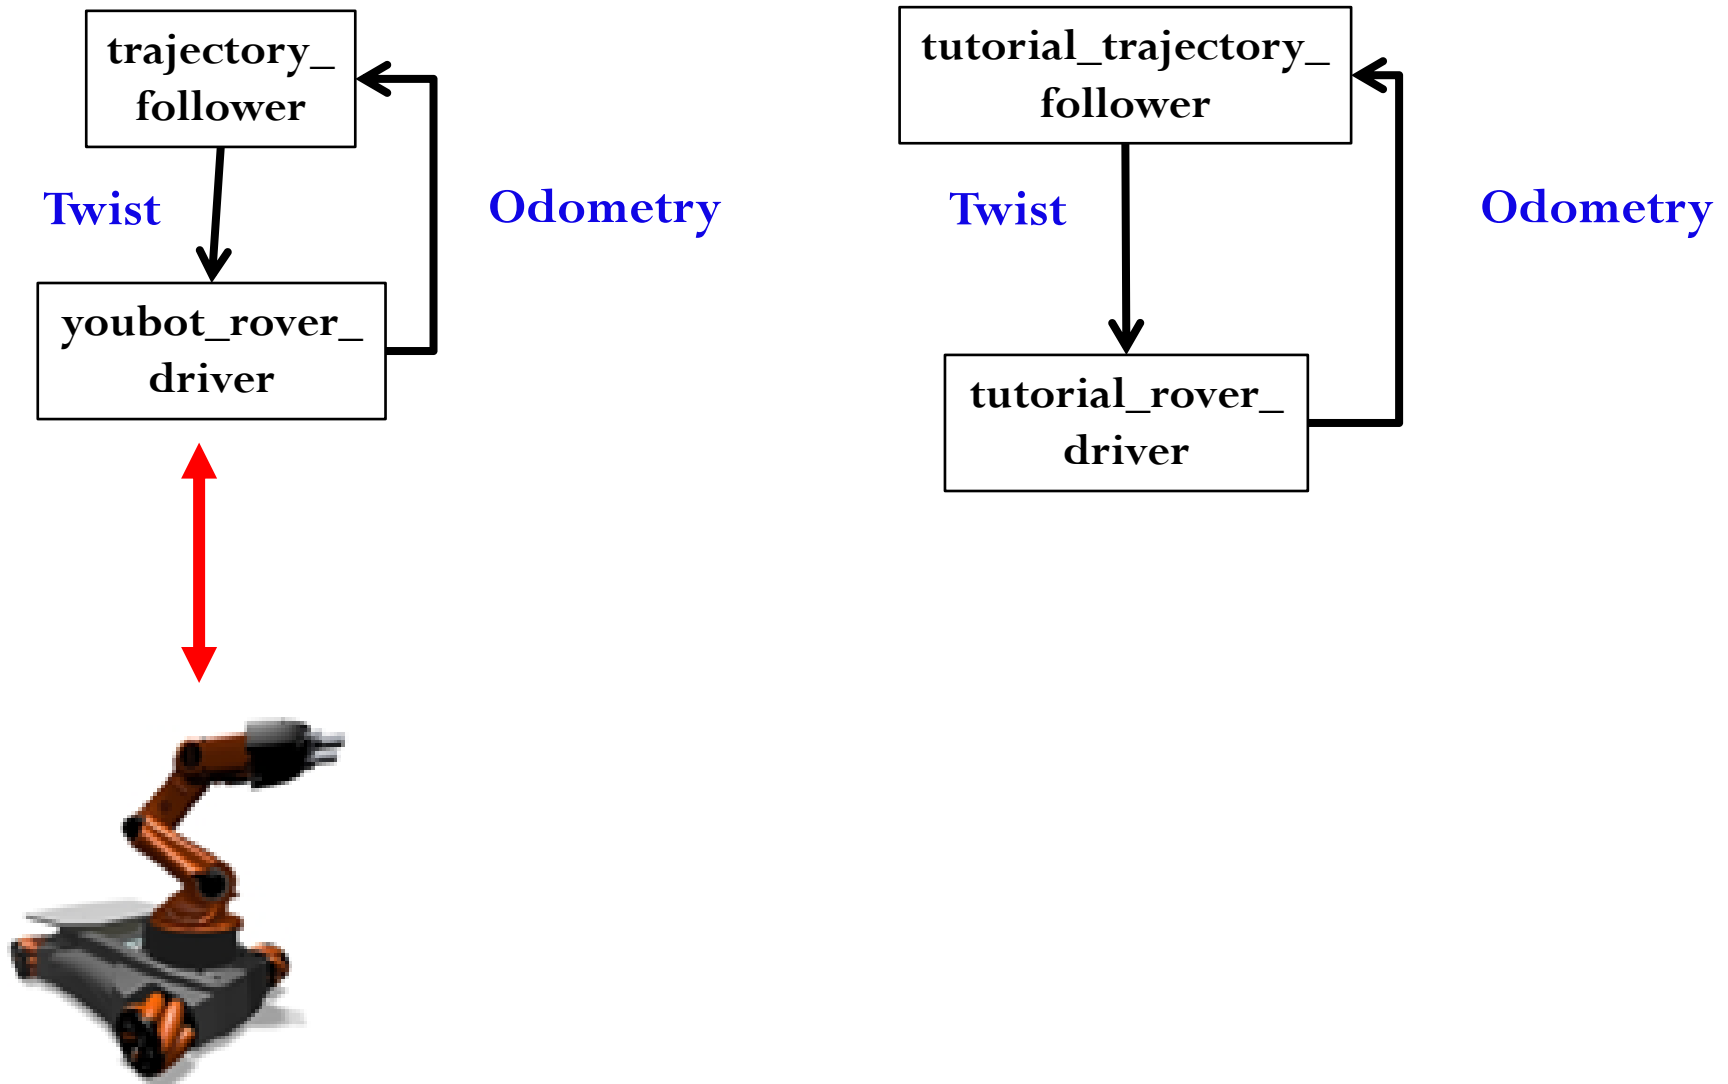 trajectory_
follower
Twist
Odometry
youbot_rover_
driver
tutorial_trajectory_
follower
Twist
Odometry
tutorial_rover_
driver